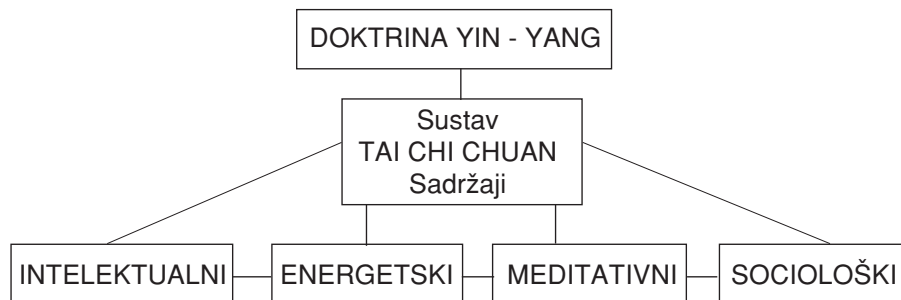 DOKTRINA YIN - YANG
Sustav
TAI CHI CHUAN
Sadržaji
INTELEKTUALNI
ENERGETSKI
MEDITATIVNI
SOCIOLOŠKI